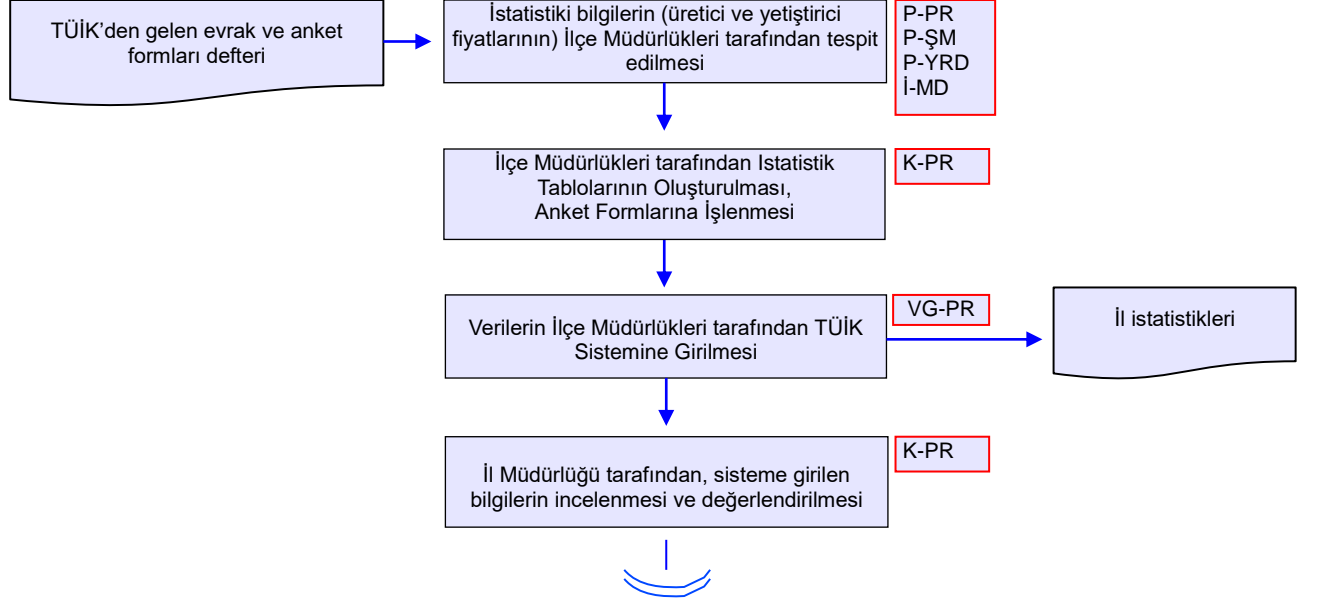 TÜİK’den gelen evrak ve anket
formları defteri
İstatistiki bilgilerin (üretici ve yetiştirici
fiyatlarının) İlçe Müdürlükleri tarafından tespit
edilmesi
P-PR
P-ŞM
P-YRD
İ-MD
İlçe Müdürlükleri tarafından Istatistik
Tablolarının Oluşturulması,
Anket Formlarına İşlenmesi
K-PR
Verilerin İlçe Müdürlükleri tarafından TÜİK
Sistemine Girilmesi
VG-PR
İl istatistikleri
İl Müdürlüğü tarafından, sisteme girilen
bilgilerin incelenmesi ve değerlendirilmesi
K-PR